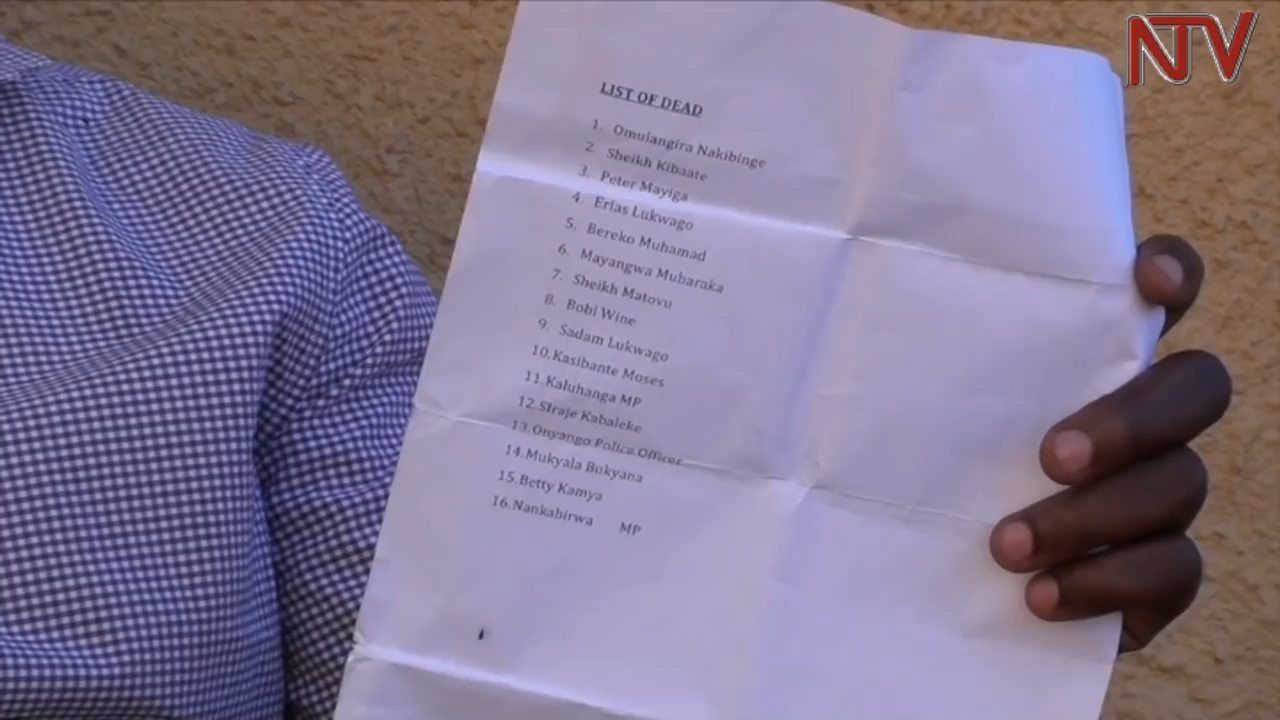 NTV
LIST OF DEAD
1. Omulangira Nakibinge
2. Sheikh Kibaate
3. Peter Mayiga
4. Erias Lukwago
5. Bereko Muhamad
6. Mayangwa Mubaraka
7. Sheikh Matovu
8. Bobi Wine
9. Sadam Lukwago
10. Kasibante Moses
11. Kaluhanga MP
12. Siraje Kabaleke
13. Onyango Police Officer
14. Mukyala Bukyana
15. Betty Kamya
16. Nankabirwa MP